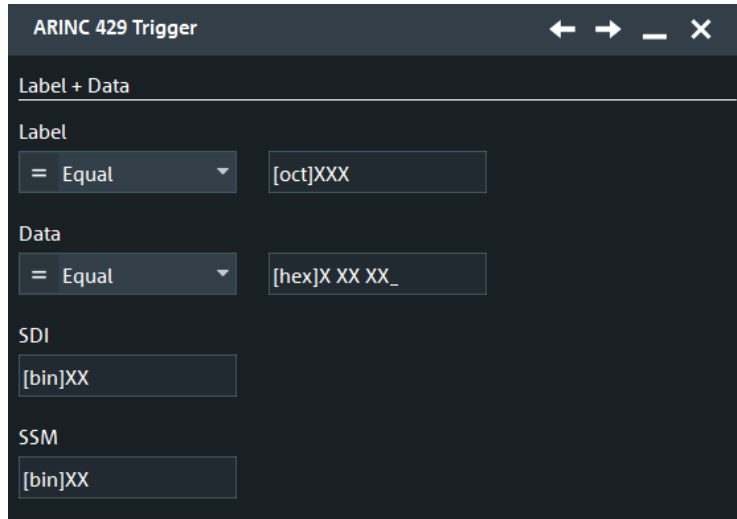 ARINC 429 Trigger
Label + Data
Label
= Equal [oct]XXX
Data
= Equal [hex]X XX XX_
SDI
[bin]XX
SSM
[bin]XX